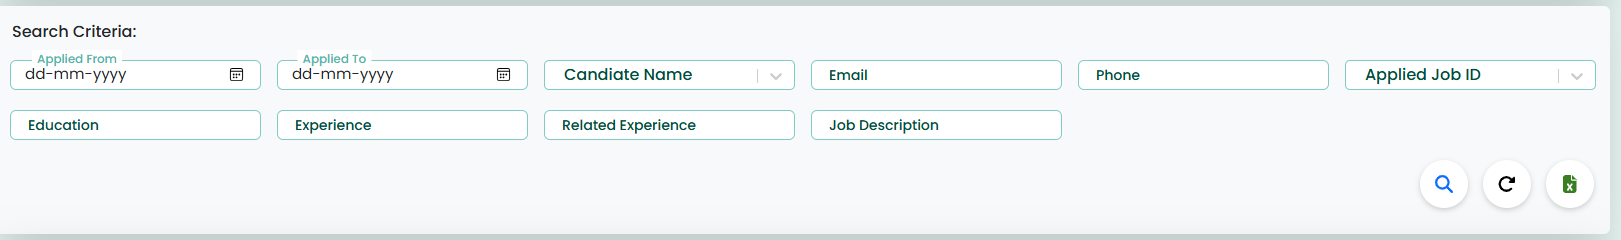 Search Criteria:
Applied From
Applied To
dd-mm-yyyy
dd-mm-yyyy
Candiate Name
Email
Phone
Applied Job ID
Education
Experience
Related Experience
Job Description
X